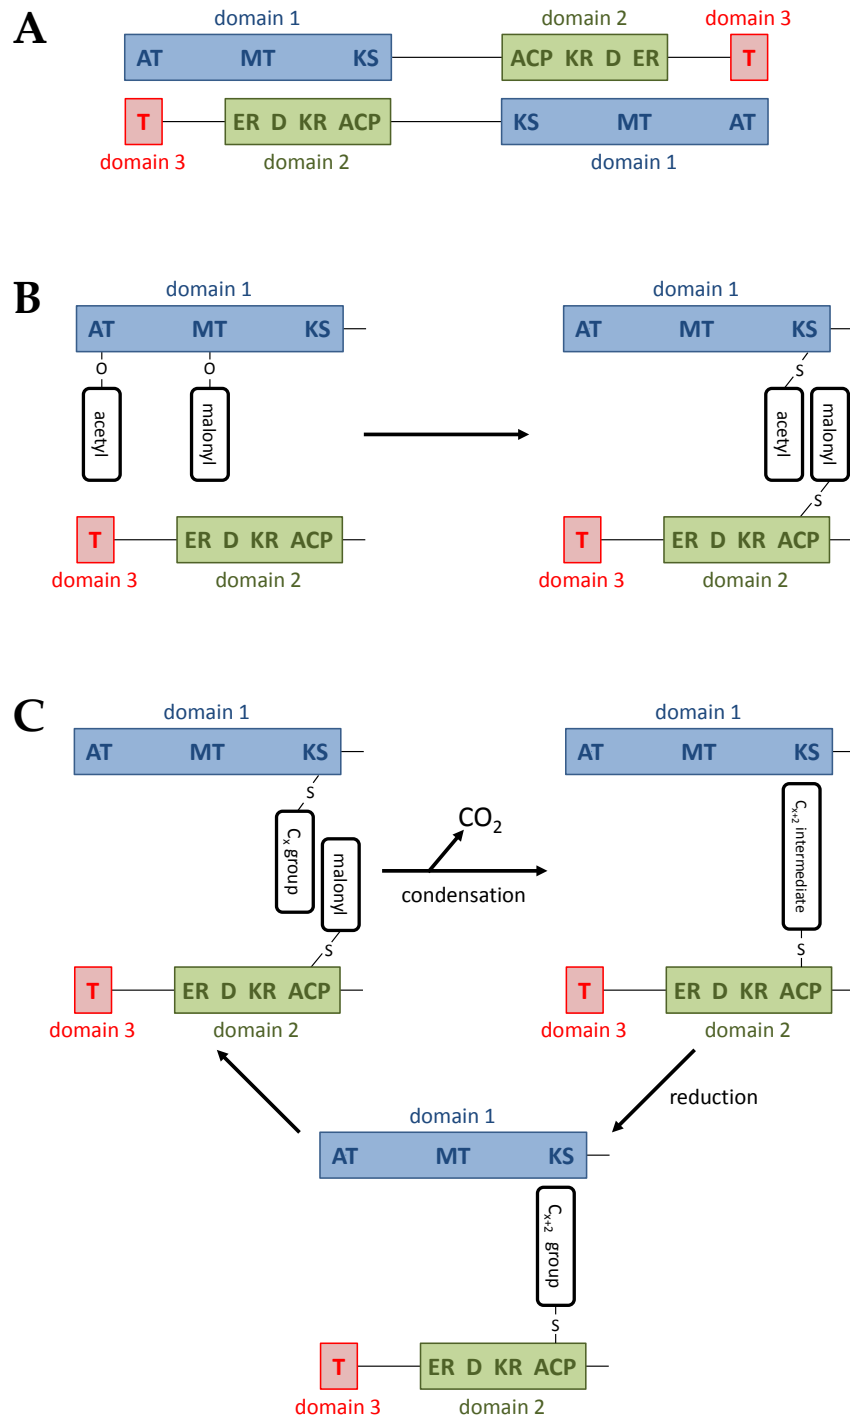 A
domain 1
domain 2
domain 3
AT MT KS
ACP KR D ER
T
T
ER D KR ACP
KS MT AT
domain 3
domain 2
domain 1
B
domain 1
AT MT KS
O
O
acetyl
malonyl
T
ER D KR ACP
domain 3
domain 2
domain 1
AT MT KS
S
acetyl
malonyl
S
T
ER D KR ACP
domain 3
domain 2
C
domain 1
AT MT KS
S
Cx group
malonyl
S
T
ER D KR ACP
domain 3
domain 2
CO2
condensation
domain 1
AT MT KS
Cx+2 intermediate
S
T
ER D KR ACP
domain 3
domain 2
reduction
domain 1
AT MT KS
Cx+2 group
S
T
ER D KR ACP
domain 3
domain 2